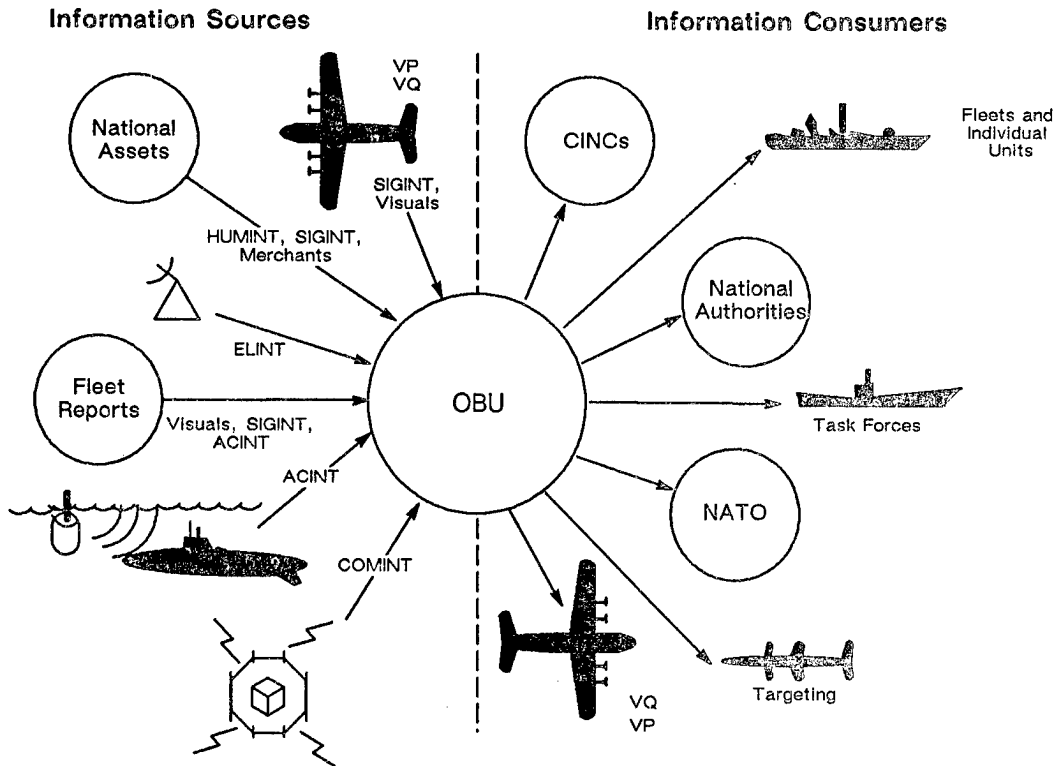 Information Sources
Information Consumers
VP
VQ
National
Assets
SIGINT,
Visuals
HUMINT, SIGINT,
Merchants
ELINT
Fleet
Reports
Visuals, SIGINT,
ACINT
ACINT
COMINT
OBU
CINCs
Fleets and
Individual
Units
National
Authorities
Task Forces
NATO
Targeting
VQ
VP